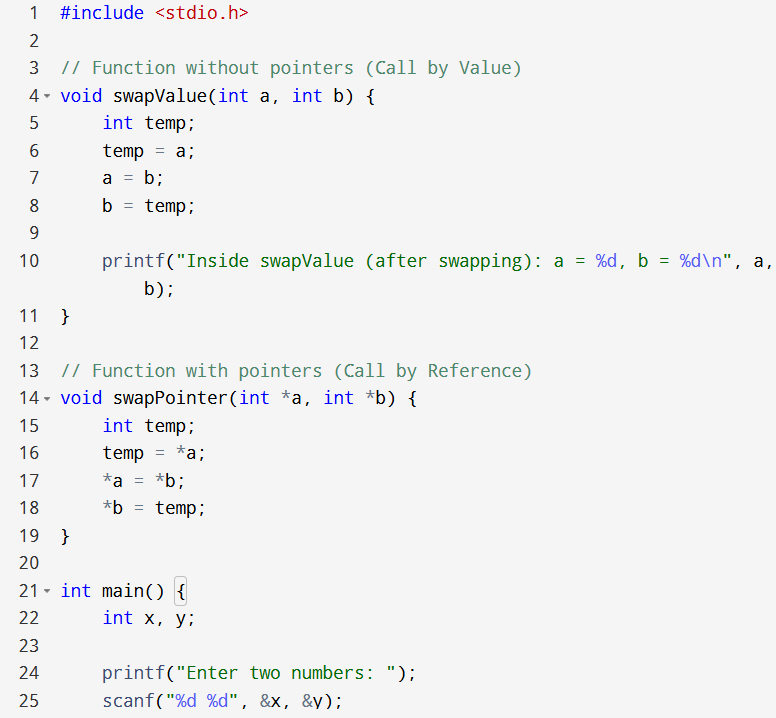 1 #include <stdio.h>
2
3 // Function without pointers (Call by Value)
4 void swapValue(int a, int b) {
5     int temp;
6     temp = a;
7     a = b;
8     b = temp;
9
10     printf("Inside swapValue (after swapping): a = %d, b = %d\n", a,
        b);
11 }
12
13 // Function with pointers (Call by Reference)
14 void swapPointer(int *a, int *b) {
15     int temp;
16     temp = *a;
17     *a = *b;
18     *b = temp;
19 }
20
21 int main() {
22     int x, y;
23
24     printf("Enter two numbers: ");
25     scanf("%d %d", &x, &y);